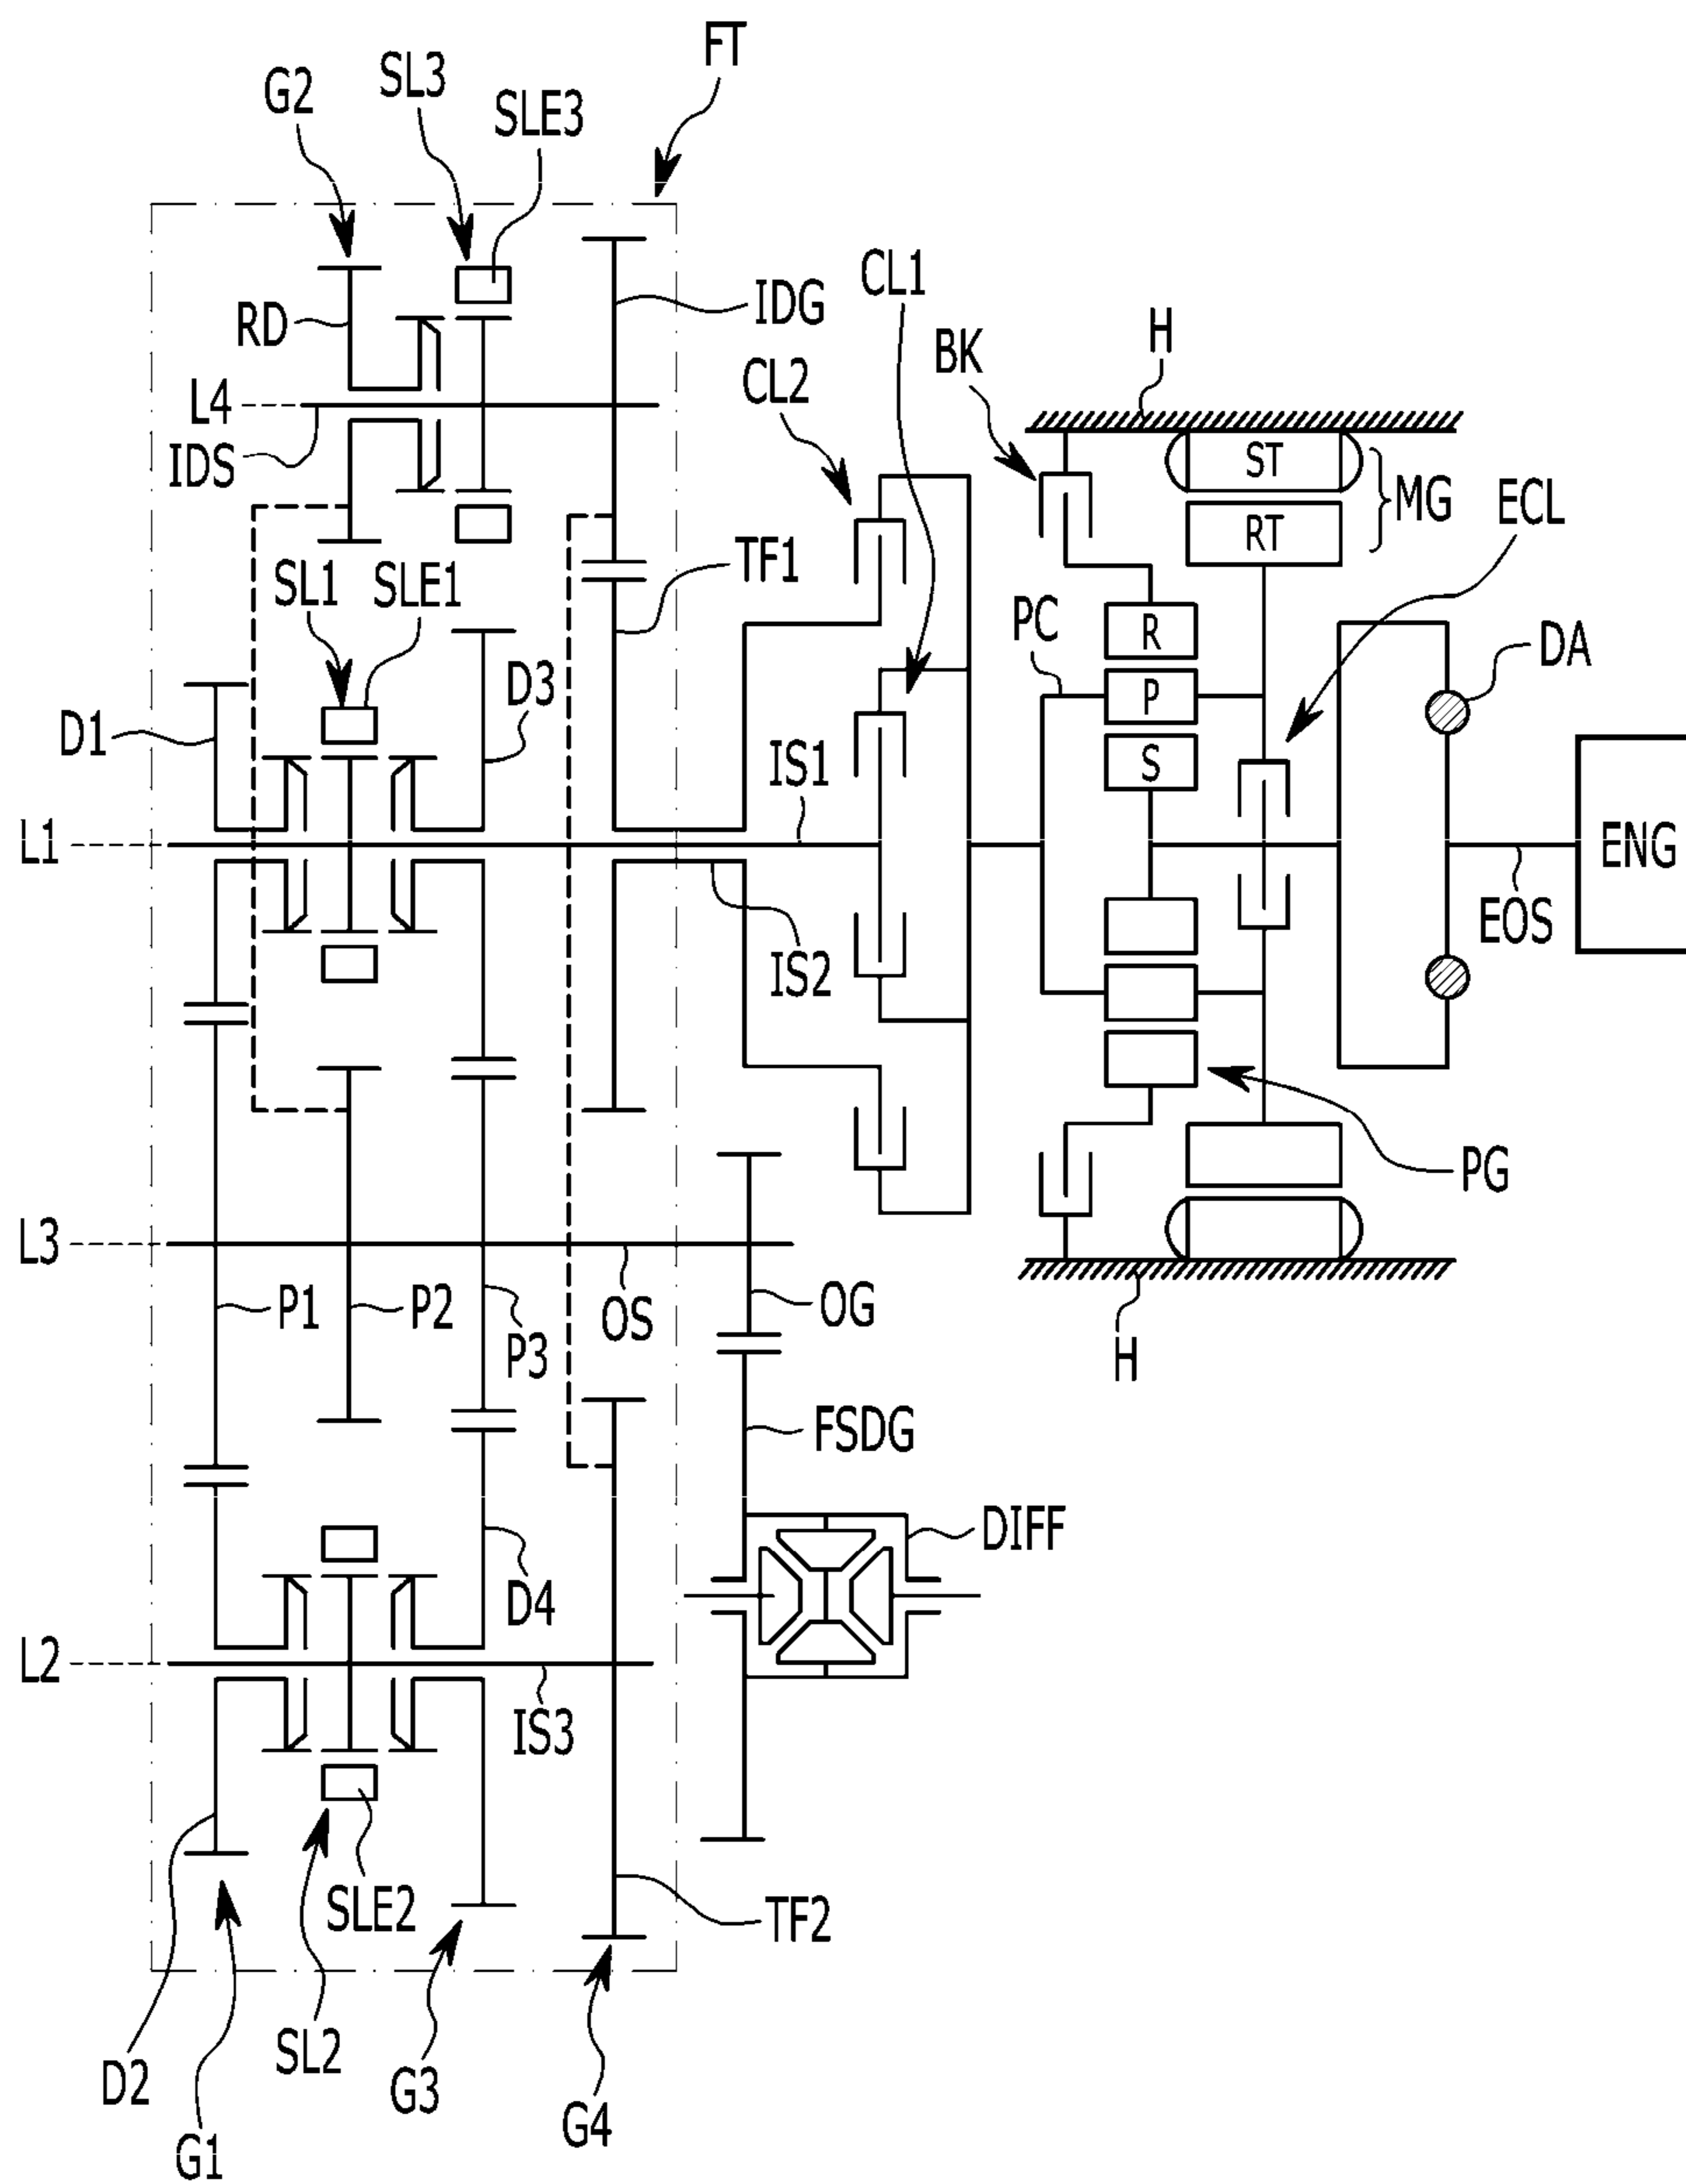 FT
SL3
G2
SLE3
CL1
IDG
RD
H
BK
CL2
L4
ST
IDS
MG
ECL
RT
TF1
SL1
SLE1
PC
R
DA
D3
P
D1
IS1
S
L1
ENG
EOS
IS2
PG
L3
P1
P2
OS
OG
P3
H
FSDG
DIFF
D4
L2
IS3
SLE2
TF2
SL2
D2
G3
G4
G1